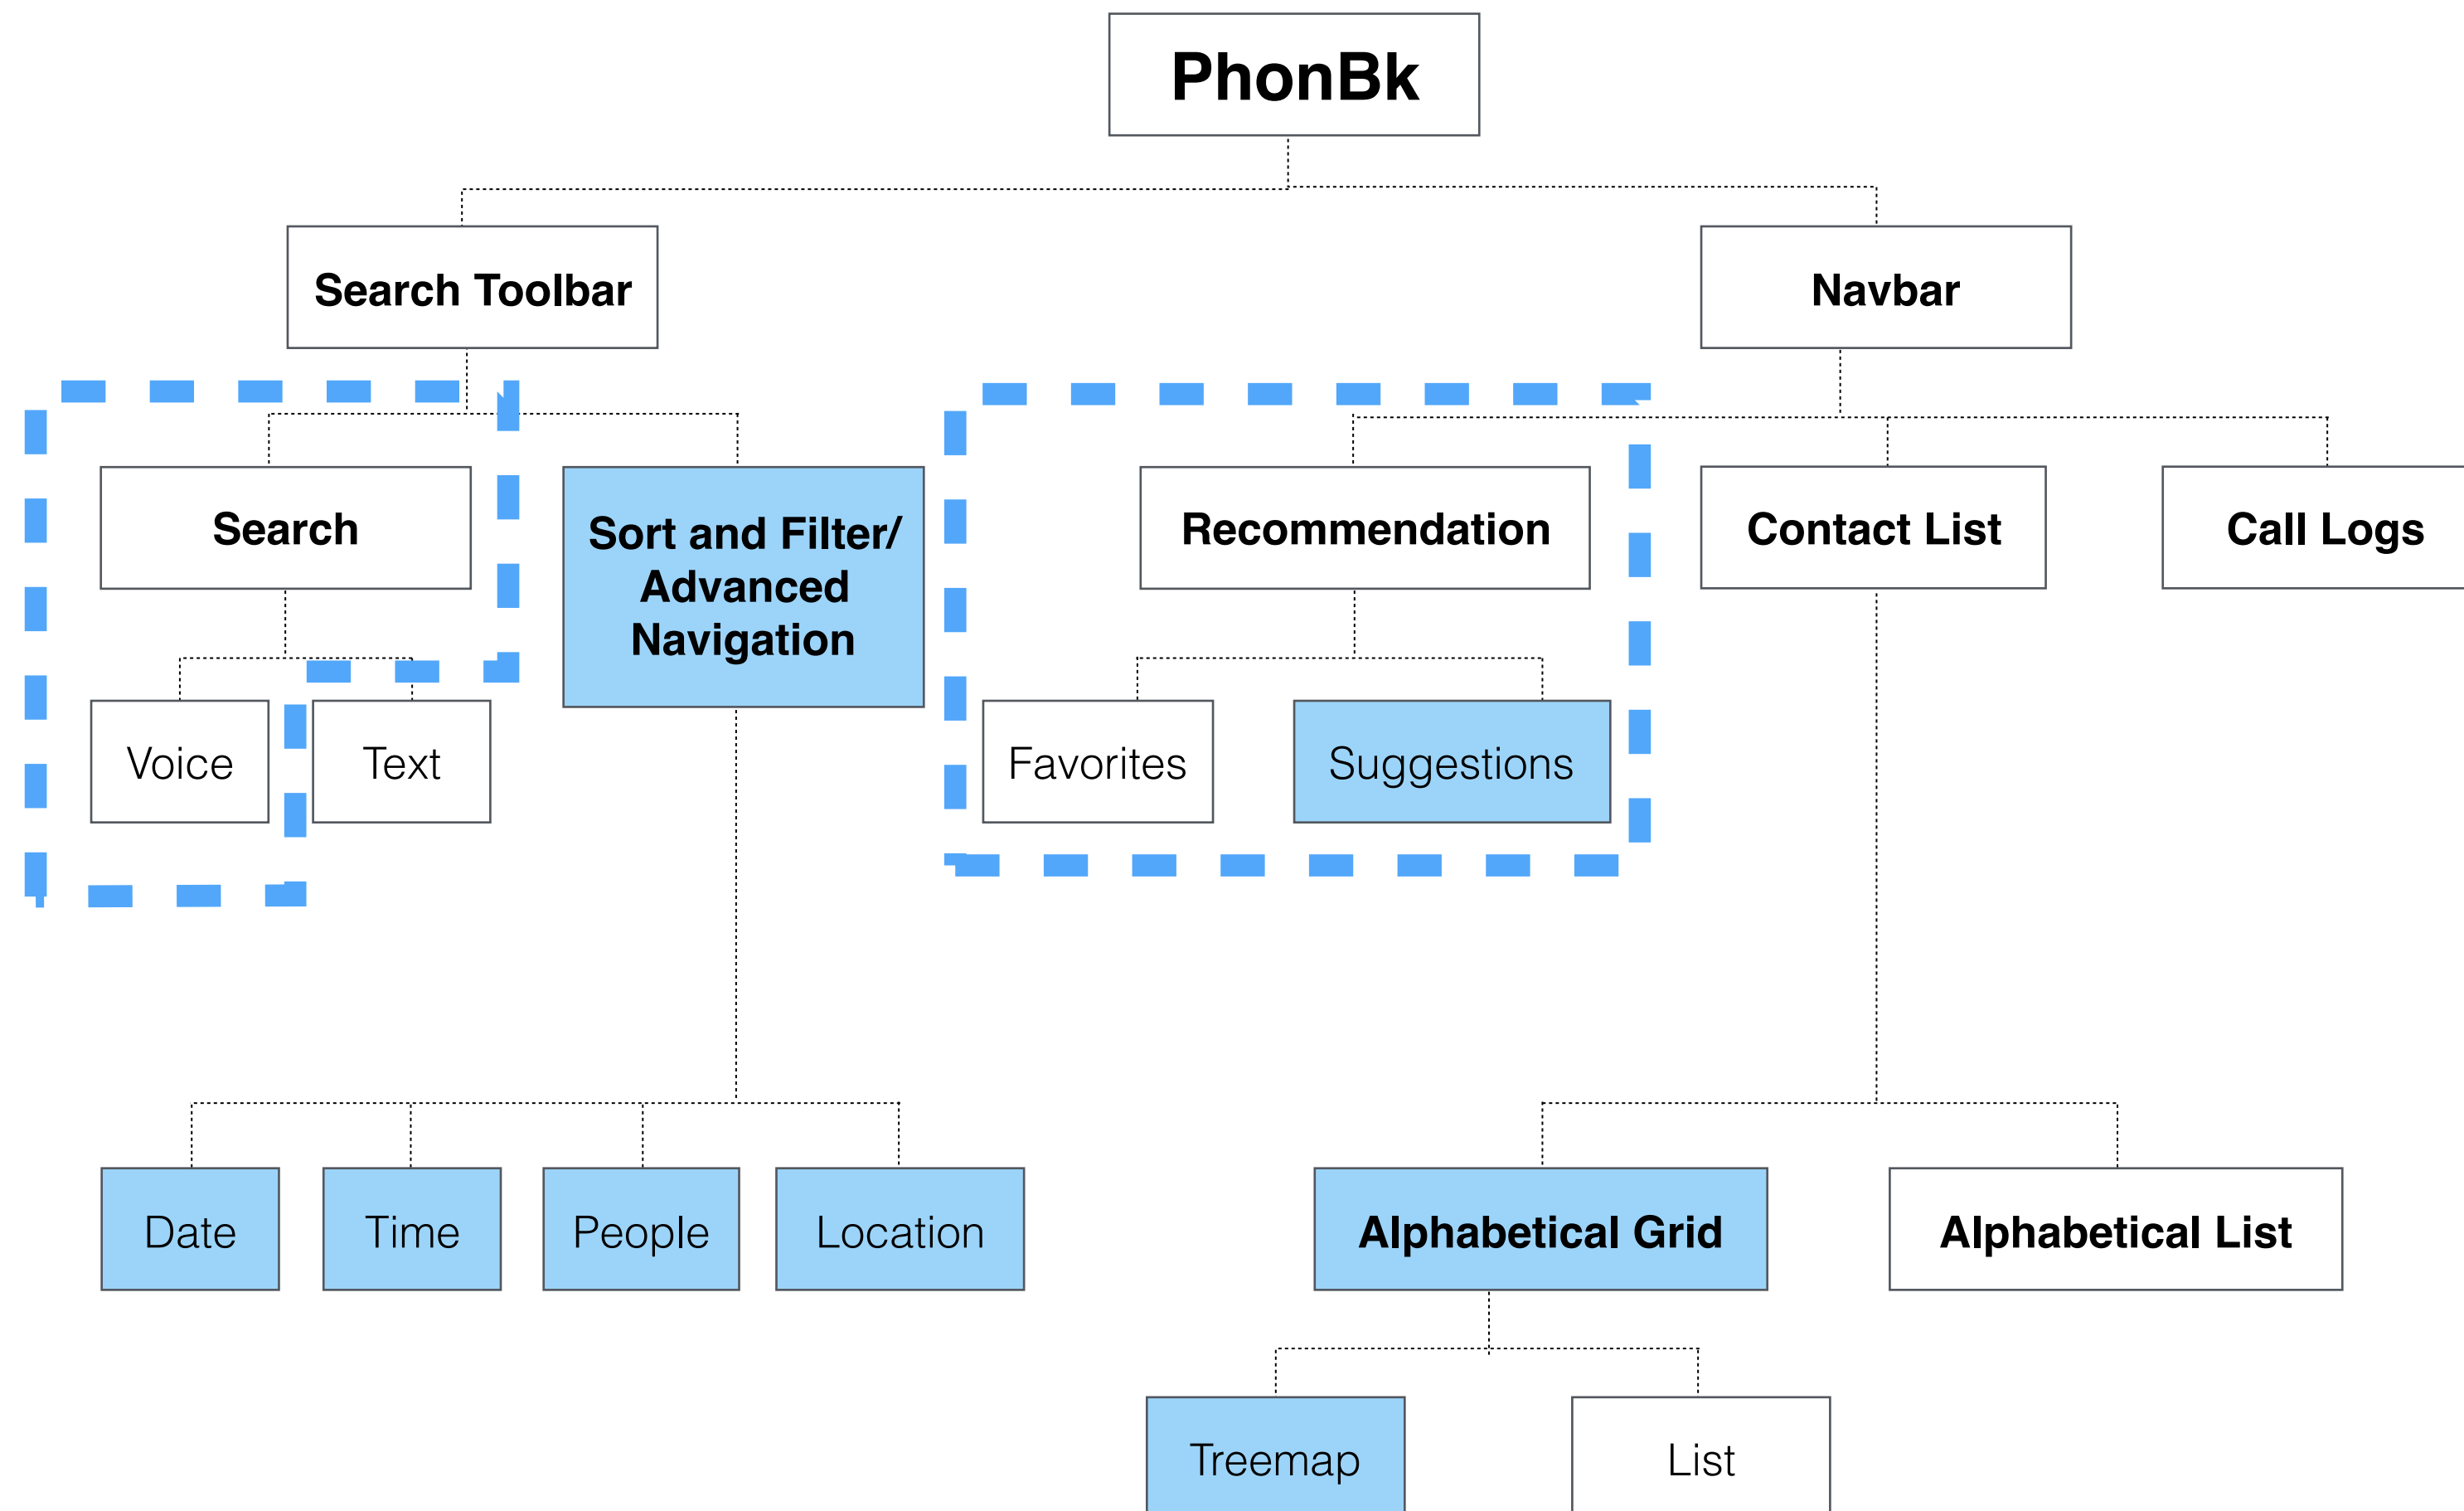 PhonBk
Search Toolbar
Navbar
Search
Sort and Filter/
Advanced
Navigation
Recommendation
Contact List
Call Logs
Voice
Text
Favorites
Suggestions
Date
Time
People
Location
Alphabetical Grid
Alphabetical List
Treemap
List